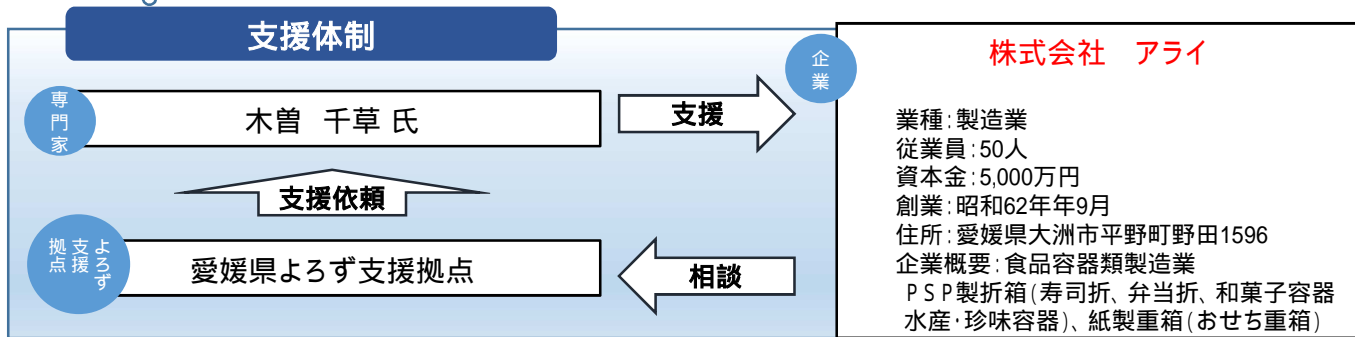 支援体制
専門家
木曽 千草 氏
支援
支援依頼
よろず支援拠点
愛媛県よろず支援拠点
相談
企業
株式会社 アライ
業種:製造業
従業員:50人
資本金:5,000万円
創業:昭和62年年9月
住所:愛媛県大洲市平野町野田1596
企業概要:食品容器類製造業
PSP製折箱(寿司折、弁当折、和菓子容器
水産・珍味容器)、紙製重箱(おせち重箱)